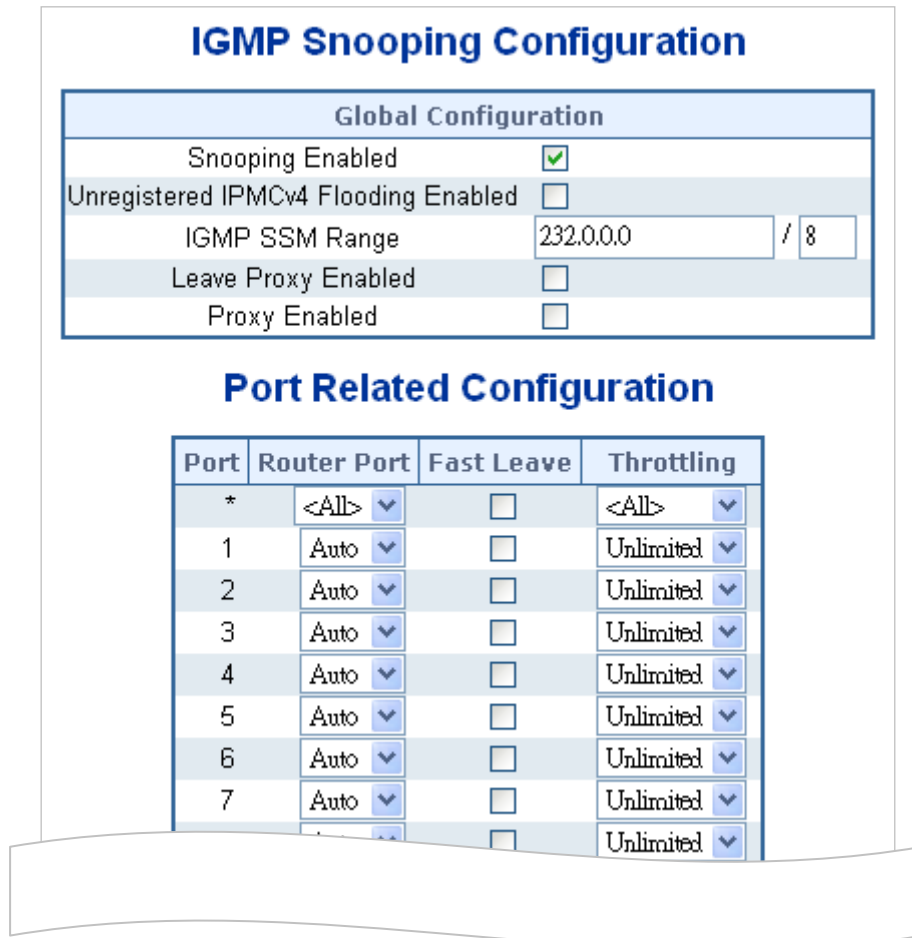 IGMP Snooping Configuration
Global Configuration
Snooping Enabled
Unregistered IPMCv4 Flooding Enabled
IGMP SSM Range 232.0.0.0 / 8
Leave Proxy Enabled
Proxy Enabled
Port Related Configuration
Port Router Port Fast Leave Throttling
* <All> <All>
1 Auto Unlimited
2 Auto Unlimited
3 Auto Unlimited
4 Auto Unlimited
5 Auto Unlimited
6 Auto Unlimited
7 Auto Unlimited
Unlimited